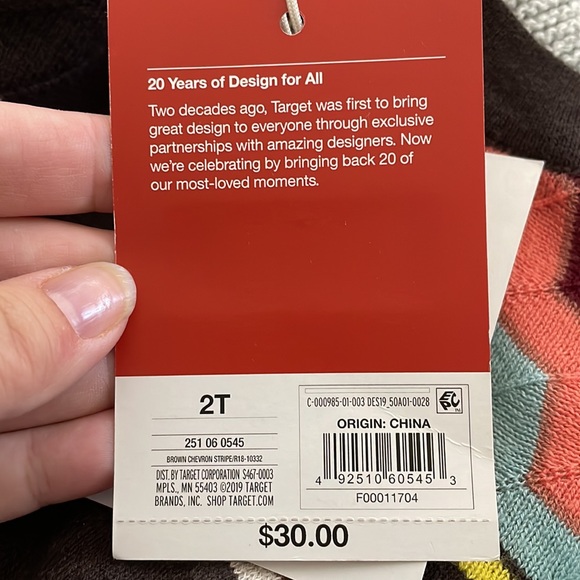 20 Years of Design for All
Two decades ago, Target was first to bring
great design to everyone through exclusive
partnerships with amazing designers. Now
we're celebrating by bringing back 20 of
our most-loved moments.
2T
251 06 0545
BROWN CHEVRON STRIPE/R18-10332
DIST. BY TARGET CORPORATION S467-0003
MPLS., MN 55403 ©2019 TARGET
BRANDS, INC. SHOP TARGET.COM
C-000985-01-003 DES19_50A01-0028
EPC
ORIGIN: CHINA
4 92510 60545 3
F00011704
$30.00